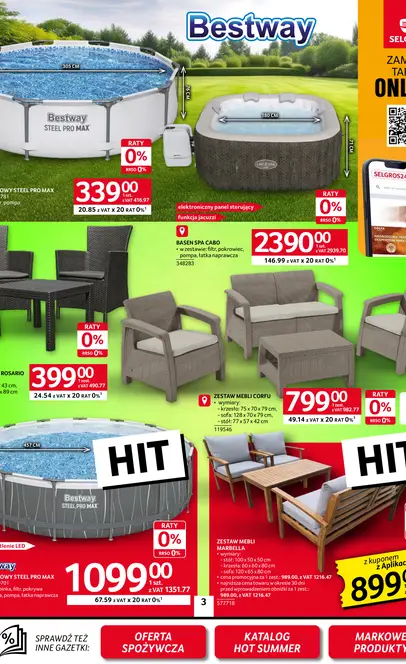 Bestway
SELGROS
ZAM
TAK
ONL
305 CM
76 CM
Bestway
STEEL PRO MAX
180 CM
71 CM
RATY
0%
RRSO 0%
OWY STEEL PRO MAX
781
r, pompa
339.00
1 szt.
z VAT 416.97
20.85 z VAT x 20 RAT 0%
elektroniczny panel sterujący
funkcja jacuzzi
BASEN SPA CABO
• w zestawie: filtr, pokrowiec,
pompa, łatka naprawcza
348283
RATY
0%
RRSO 0%
2390.00
1 szt.
z VAT 2939.70
146.99 z VAT x 20 RAT 0%
SELGROS24
ROSARIO
43 cm,
x 89 cm
RATY
0%
RRSO 0%
399.00
1 szt.
z VAT 490.77
24.54 z VAT x 20 RAT 0%
ZESTAW MEBLI CORFU
• wymiary:
- krzesło: 75 x 70 x 79 cm,
- sofa: 128 x 70 x 79 cm,
- stół: 77 x 57 x 42 cm
119546
799.00
1 szt.
z VAT 982.77
49.14 z VAT x 20 RAT 0%
RATY
0%
RRSO 0%
457 CM
HIT
Bestway
STEEL PRO MAX
tlenie LED
stway
OWY STEEL PRO MAX
RATY
0%
RRSO 0%
1099.00
1 szt.
z VAT 1351.77
67.59 z VAT x 20 RAT 0%
3
HIT
ZESTAW MEBLI
MARBELLA
• wymiary:
- stół: 100 x 50 x 50 cm
- krzesła: 60 x 60 x 80 cm
- sofa: 120 x 65 x 80 cm
• cena promocyjna za 1 zestaw: 989.00, z VAT 1216.47
• najniższa cena towaru w okresie 30 dni
przed wprowadzeniem obniżki za 1 zest.:
989.00, z VAT 1216.47
577718
z kuponem
z Aplikac
8999
% SPRAWDŹ TEŻ
INNE GAZETKI:
OFERTA
SPOŻYWCZA
KATALOG
HOT SUMMER
MARKOWE
PRODUKTY